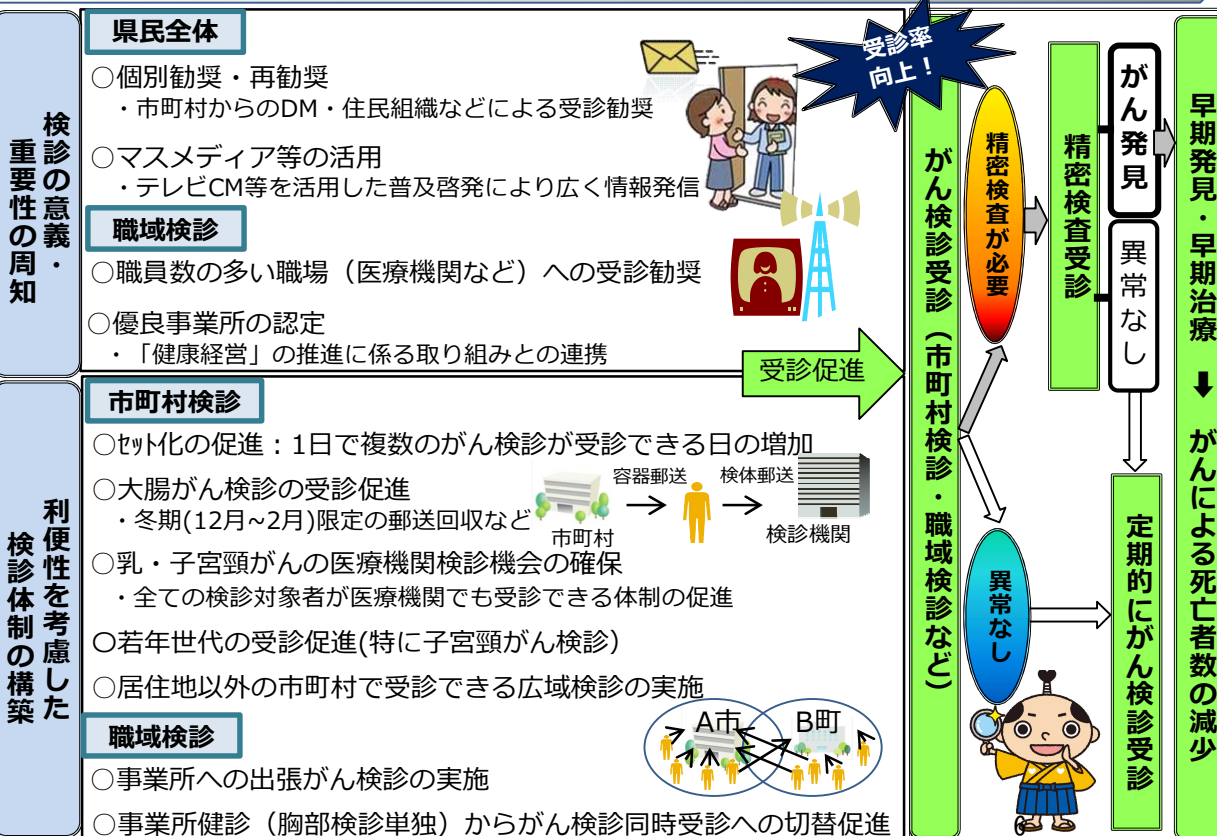 検診の意義・
重要性の周知
県民全体
○個別勧奨・再勧奨
・市町村からのDM・住民組織などによる受診勧奨
○マスメディア等の活用
・テレビCM等を活用した普及啓発により広く情報発信
職域検診
○職員数の多い職場（医療機関など）への受診勧奨
○優良事業所の認定
・「健康経営」の推進に係る取り組みとの連携
利便性を考慮した
検診体制の構築
市町村検診
○ｾｯﾄ化の促進：1日で複数のがん検診が受診できる日の増加
○大腸がん検診の受診促進
・冬期(12月~2月)限定の郵送回収など
市町村
容器郵送
検体郵送
検診機関
○乳・子宮頸がんの医療機関検診機会の確保
・全ての検診対象者が医療機関でも受診できる体制の促進
〇若年世代の受診促進(特に子宮頸がん検診）
○居住地以外の市町村で受診できる広域検診の実施
A市
B町
職域検診
○事業所への出張がん検診の実施
○事業所健診（胸部検診単独）からがん検診同時受診への切替促進
受診促進
受診率
向上！
がん検診受診（市町村検診・職域検診など）
精密検査が必要
異常なし
精密検査受診
がん発見
異常なし
定期的にがん検診受診
早期発見・早期治療 ➡ がんによる死亡者数の減少